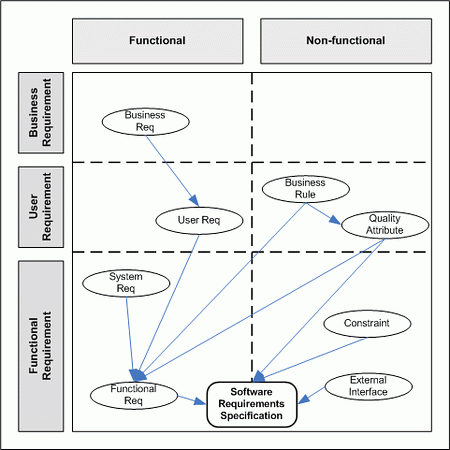 Functional
Non-functional
Business
Requirement
Business
Req
User
Requirement
User Req
Business
Rule
Quality
Attribute
Functional
Requirement
System
Req
Constraint
Functional
Req
Software
Requirements
Specification
External
Interface